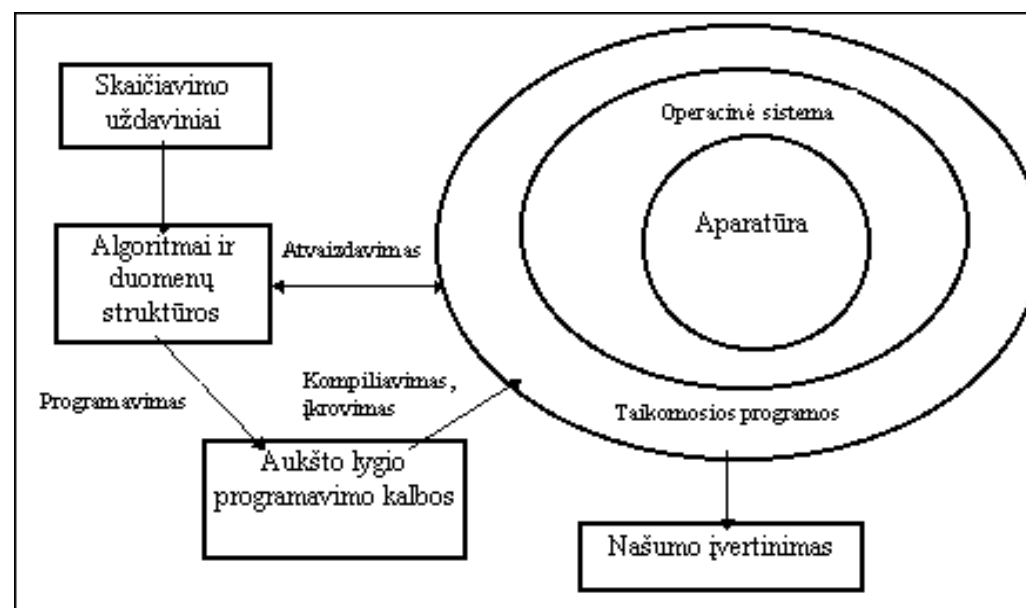 Skaičiavimo
uždaviniai
Operacinė sistema
Aparatūra
Algoritmai ir
duomenų
struktūros
Atvaizdavimas
Programavimas
Kompiliavimas,
įkrovimas
Taikomosios programos
Aukšto lygio
programavimo kalbos
Našumo įvertinimas